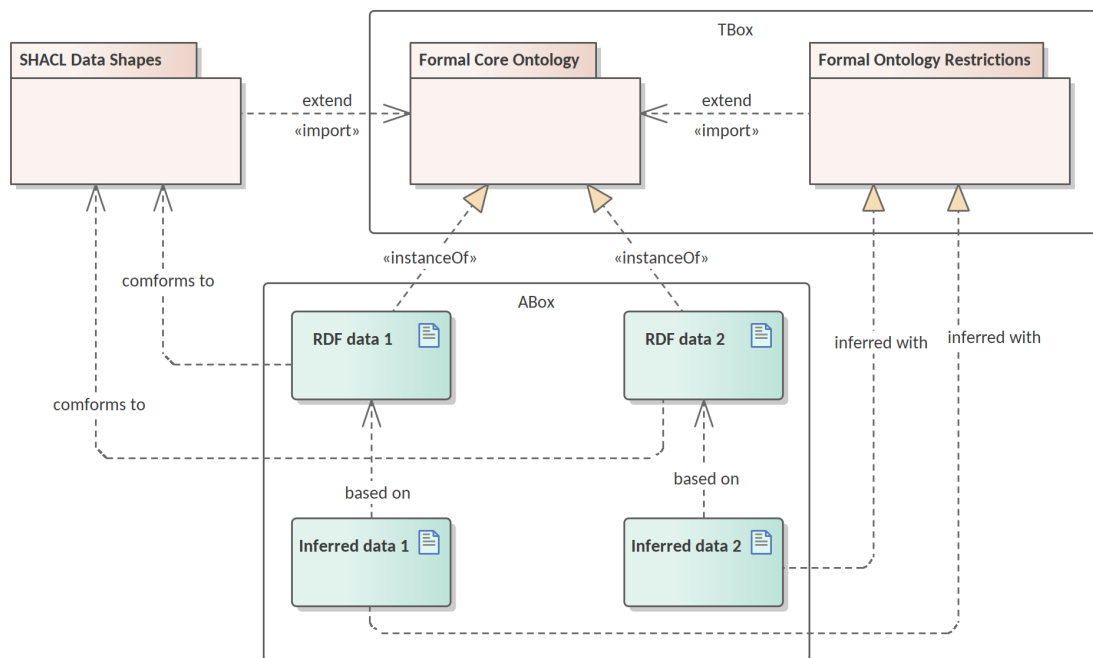 TBox
SHACL Data Shapes
Formal Core Ontology
Formal Ontology Restrictions
extend
«import»
extend
«import»
«instanceOf»
«instanceOf»
comforms to
ABox
RDF data 1
RDF data 2
inferred with
inferred with
comforms to
based on
based on
Inferred data 1
Inferred data 2